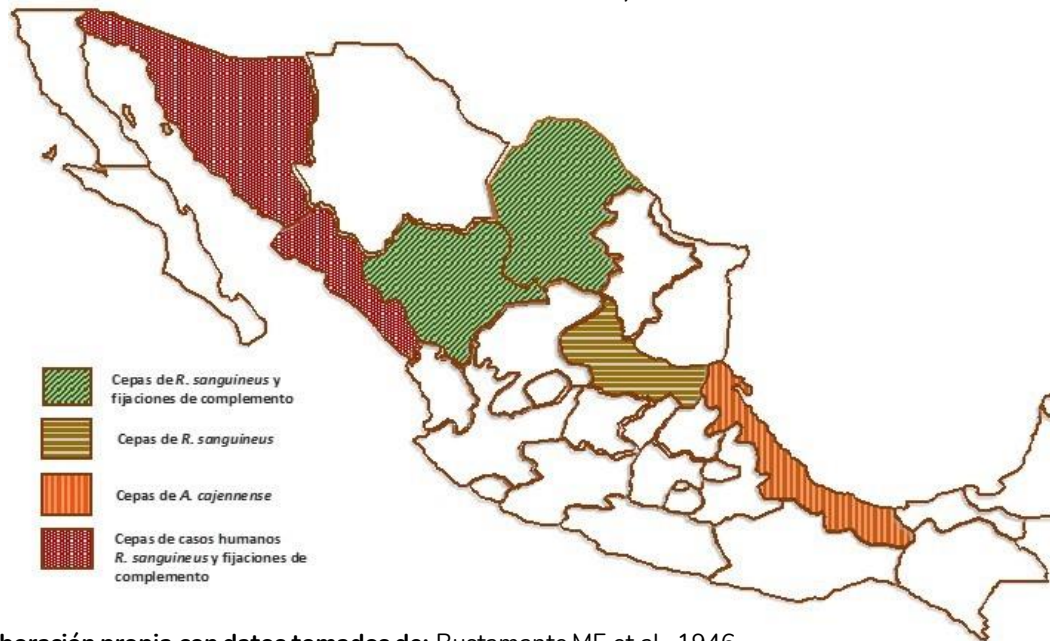 Cepas de R. sanguineus y
fijaciones de complemento
Cepas de R. sanguineus
Cepas de A. cajennense
Cepas de casos humanos
R. sanguineus y fijaciones de
complemento
propia con datos tomados de: Bustamante ME et al., 1946